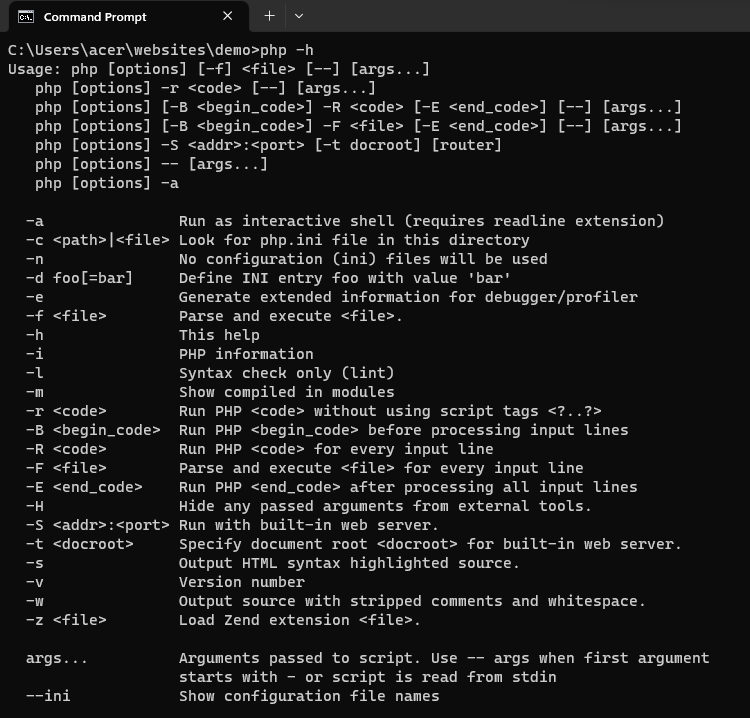 Command Prompt
C:\Users\acer\websites\demo>php -h
Usage: php [options] [-f] <file> [--] [args...]
   php [options] -r <code> [--] [args...]
   php [options] [-B <begin_code>] -R <code> [-E <end_code>] [--] [args...]
   php [options] [-B <begin_code>] -F <file> [-E <end_code>] [--] [args...]
   php [options] -S <addr>:<port> [-t docroot] [router]
   php [options] -- [args...]
   php [options] -a

  -a               Run as interactive shell (requires readline extension)
  -c <path>|<file> Look for php.ini file in this directory
  -n               No configuration (ini) files will be used
  -d foo[=bar]     Define INI entry foo with value 'bar'
  -e               Generate extended information for debugger/profiler
  -f <file>        Parse and execute <file>.
  -h               This help
  -i               PHP information
  -l               Syntax check only (lint)
  -m               Show compiled in modules
  -r <code>        Run PHP <code> without using script tags <?..?>
  -B <begin_code>  Run PHP <begin_code> before processing input lines
  -R <code>        Run PHP <code> for every input line
  -F <file>        Parse and execute <file> for every input line
  -E <end_code>    Run PHP <end_code> after processing all input lines
  -H               Hide any passed arguments from external tools.
  -S <addr>:<port> Run with built-in web server.
  -t <docroot>     Specify document root <docroot> for built-in web server.
  -s               Output HTML syntax highlighted source.
  -v               Version number
  -w               Output source with stripped comments and whitespace.
  -z <file>        Load Zend extension <file>.

  args...          Arguments passed to script. Use -- args when first argument
                   starts with - or script is read from stdin
  --ini            Show configuration file names